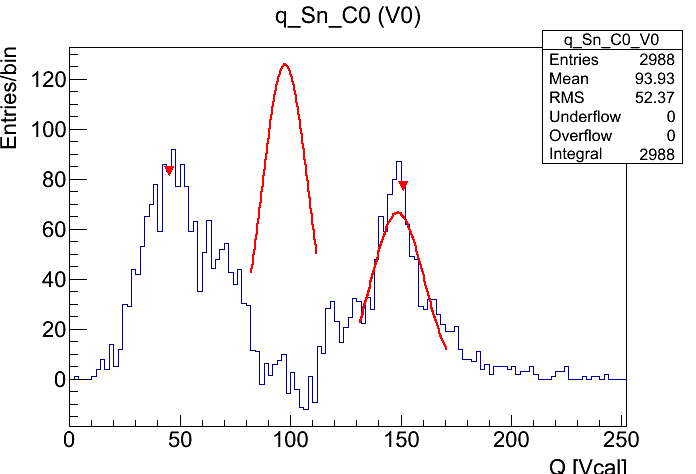 q_Sn_C0 (V0)
q_Sn_C0_V0
Entries 2988
Mean 93.93
RMS 52.37
Underflow 0
Overflow 0
Integral 2988
Entries/bin
120
100
80
60
40
20
0
0 50 100 150 200 250
Q [Vcal]